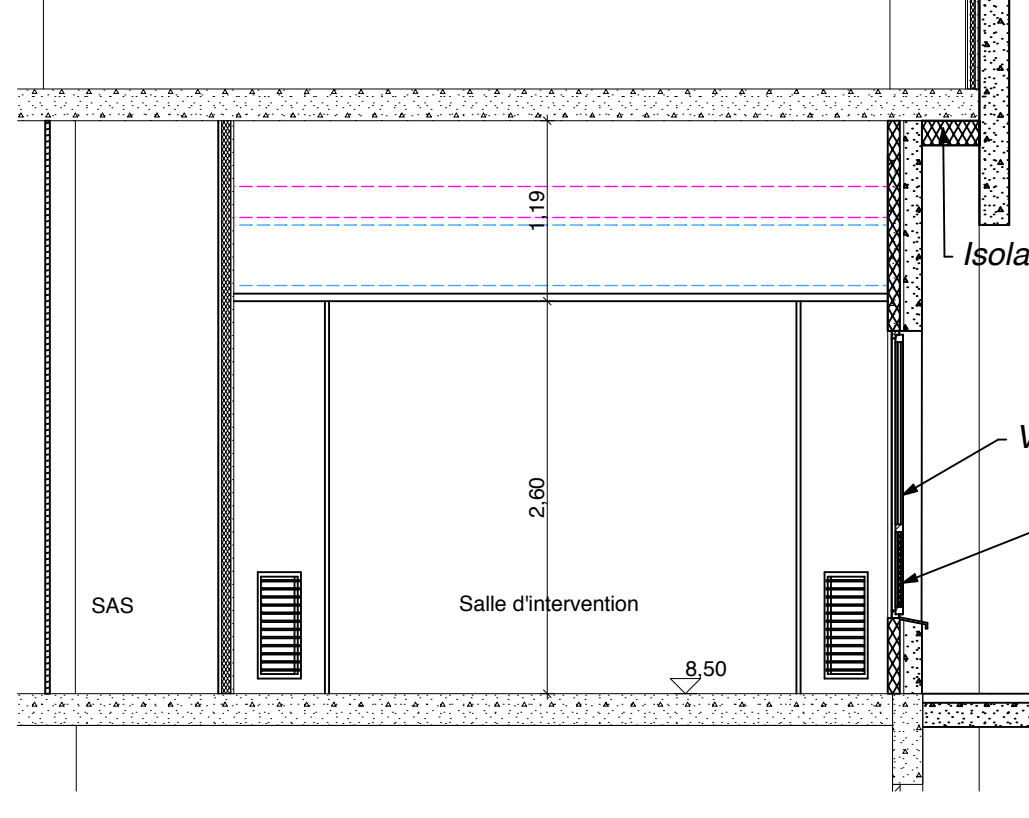 1,19
Isola
V
2,60
SAS
Salle d'intervention
8,50